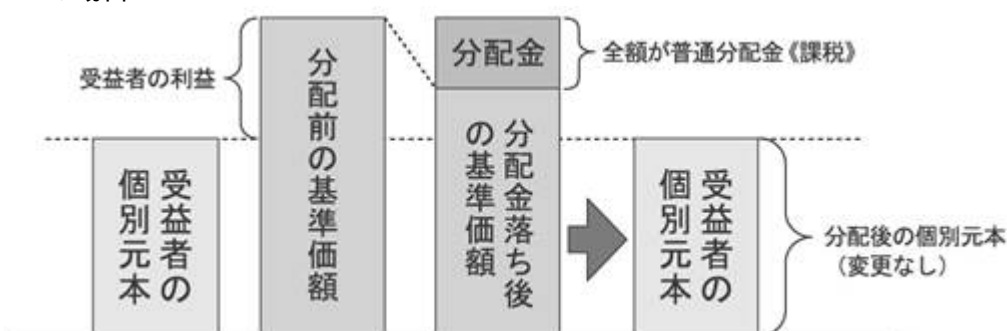 受益者の利益
分配前の基準価額
分配金
全額が普通分配金《課税》
受益者の
個別元本
分配金落ち後
の基準価額
受益者の
個別元本
分配後の個別元本
（変更なし）